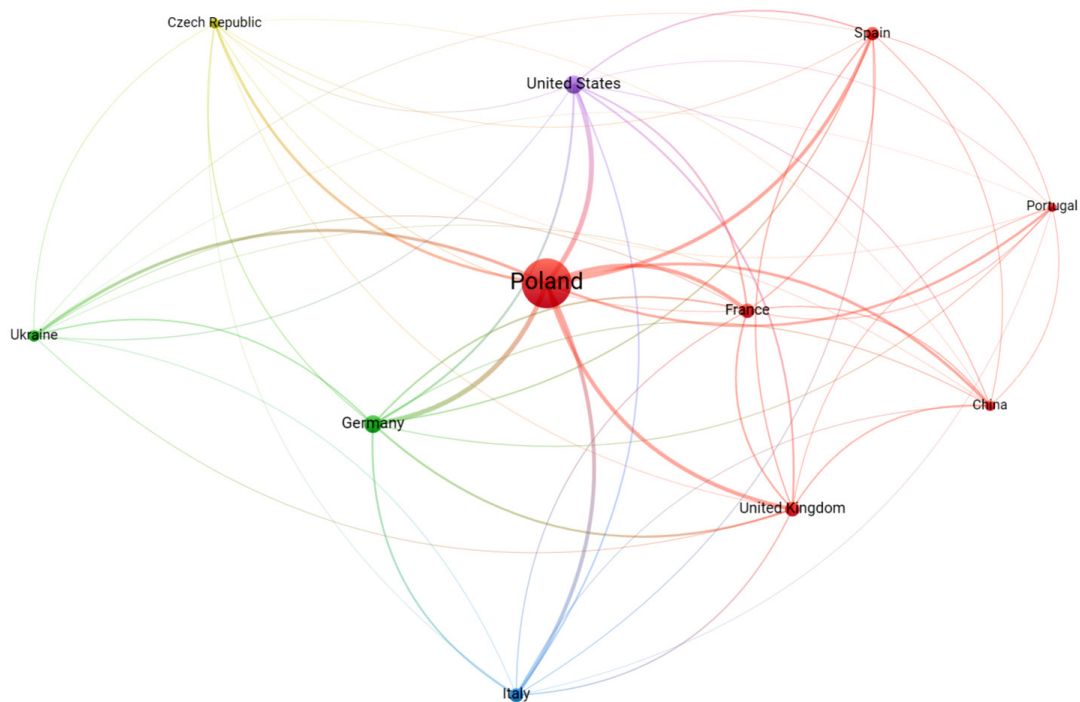 Czech Republic
Spain
United States
Portugal
Poland
France
Ukraine
China
Germany
United Kingdom
Italy